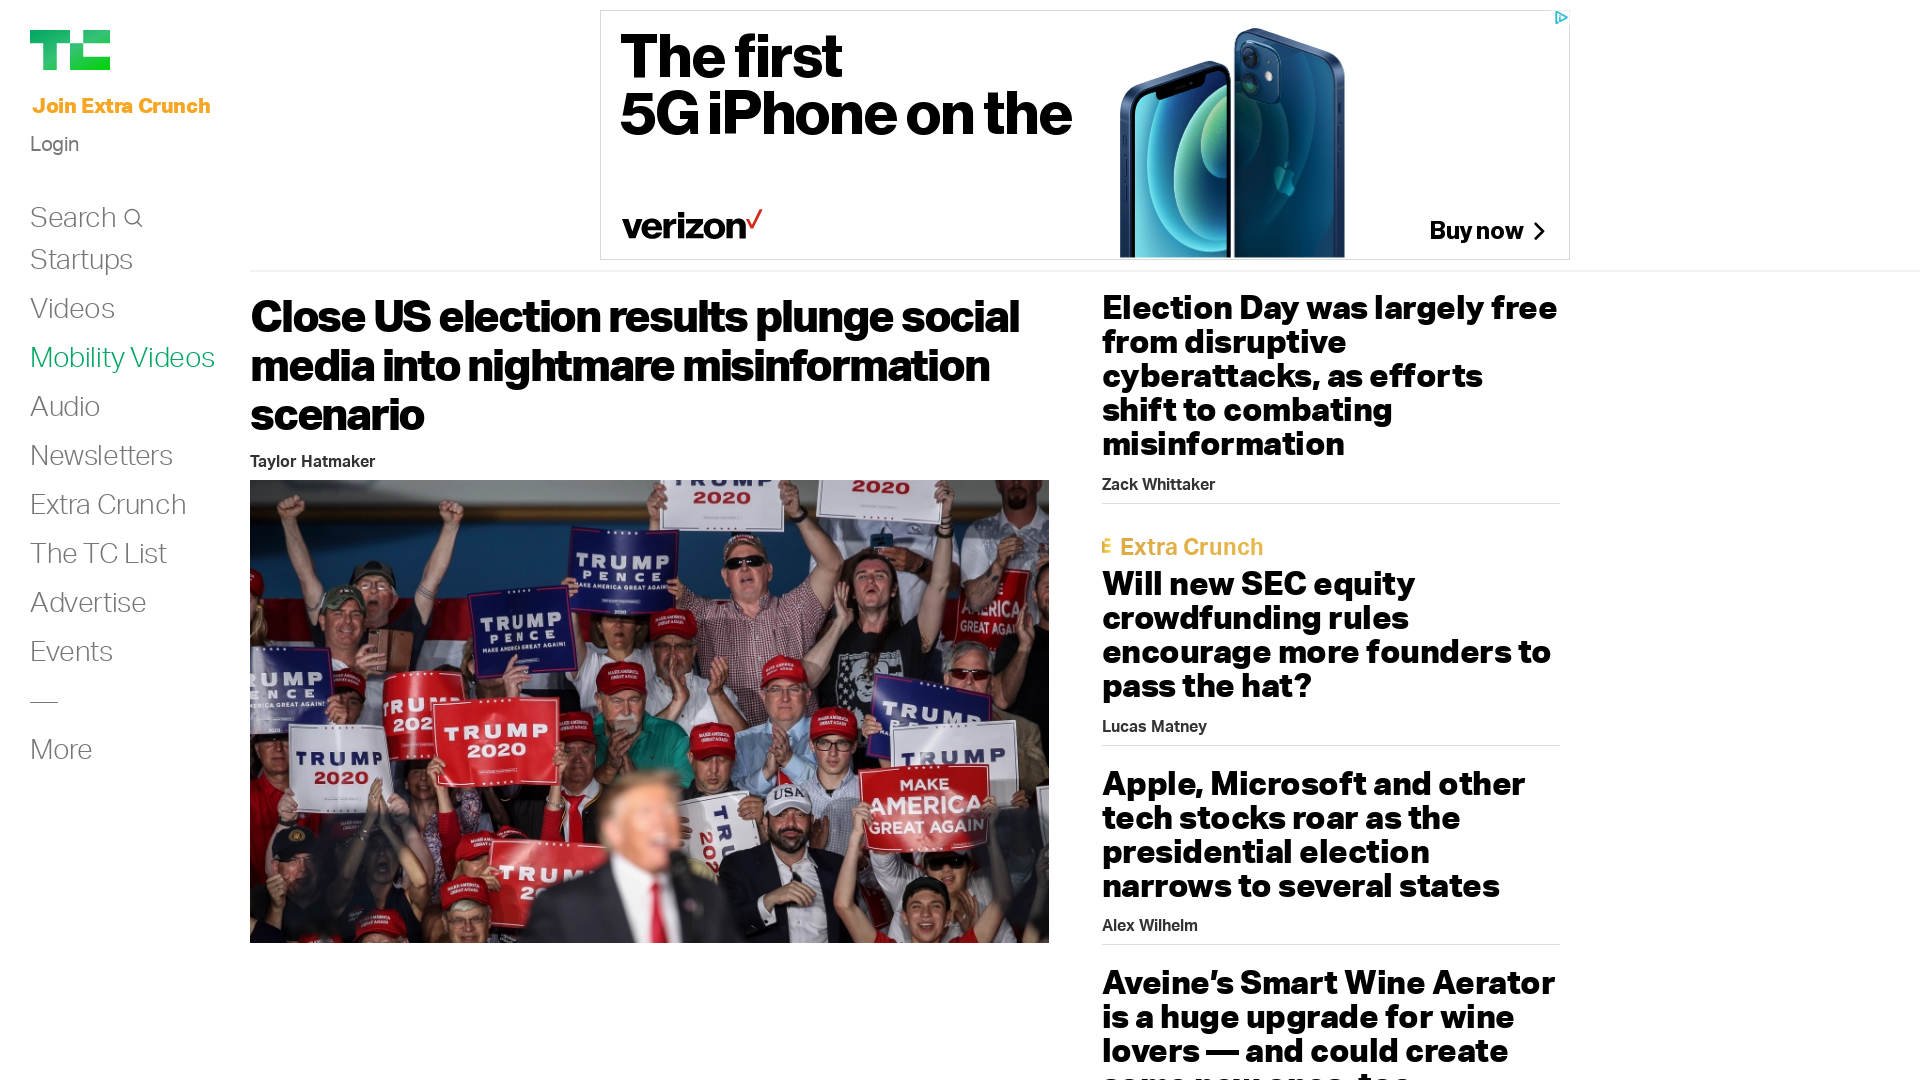 TC
Join Extra Crunch
Login
Search
Startups
Videos
Mobility Videos
Audio
Newsletters
Extra Crunch
The TC List
Advertise
Events
More
The first
5G iPhone on the
verizon
Buy now
Close US election results plunge social
media into nightmare misinformation
scenario
Taylor Hatmaker
2020
2020
TRUMP
PENCE
MAKE AMERICA GREAT AGAIN!
TRUMP
PENCE
MAKE AMERICA GREAT AGAIN!
TRUMP
2020
TRUMP
2020
TRUMP
TRUMP
USA
MAKE
AMERICA
GREAT AGAIN
Election Day was largely free
from disruptive
cyberattacks, as efforts
shift to combating
misinformation
Zack Whittaker
Extra Crunch
Will new SEC equity
crowdfunding rules
encourage more founders to
pass the hat?
Lucas Matney
Apple, Microsoft and other
tech stocks roar as the
presidential election
narrows to several states
Alex Wilhelm
Aveine’s Smart Wine Aerator
is a huge upgrade for wine
lovers — and could create